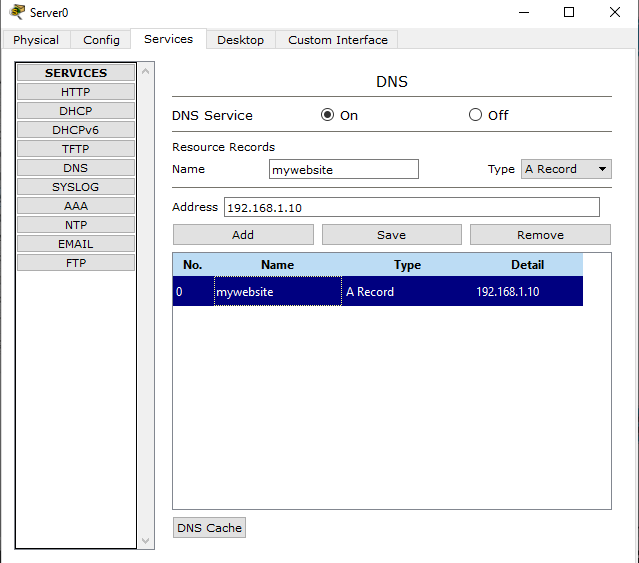 Server0
Physical Config Services Desktop Custom Interface
SERVICES
HTTP
DHCP
DHCPv6
TFTP
DNS
SYSLOG
AAA
NTP
EMAIL
FTP
DNS
DNS Service On Off
Resource Records
Name mywebsite Type A Record
Address 192.168.1.10
Add Save Remove
No. Name Type Detail
0 mywebsite A Record 192.168.1.10
DNS Cache